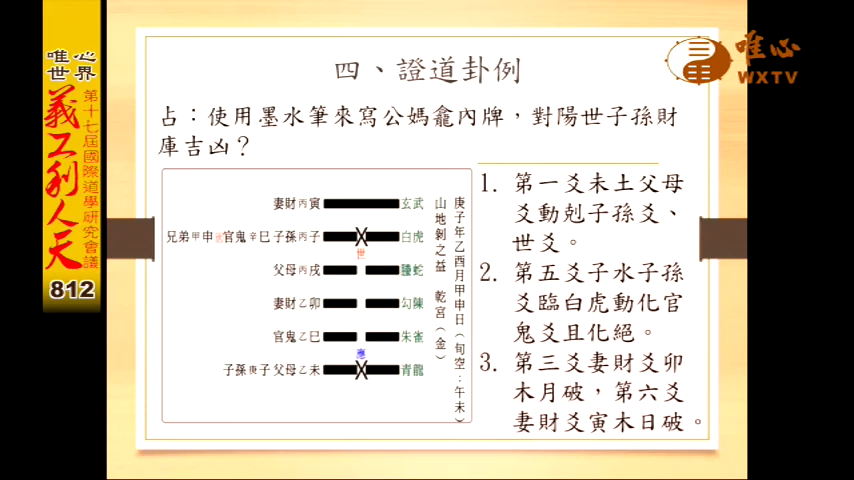 唯心
世界
第十七屆國際道學研究會議
義工利人天
812
唯心
WXTV
四、證道卦例
占：使用墨水筆來寫公媽龕內牌，對陽世子孫財
庫吉凶？
妻財丙寅 玄武
兄弟甲申 官鬼辛巳子孫丙子 白虎
世
父母丙戌 螣蛇
妻財乙卯 勾陳
官鬼乙巳 朱雀
應
子孫庚子父母乙未 青龍
山地剝之益 乾宮（金）
庚子年乙酉月甲申日（旬空：午未）
1. 第一爻未土父母
爻動剋子孫爻、
世爻。
2. 第五爻子水子孫
爻臨白虎動化官
鬼爻且化絕。
3. 第三爻妻財爻卯
木月破，第六爻
妻財爻寅木日破。